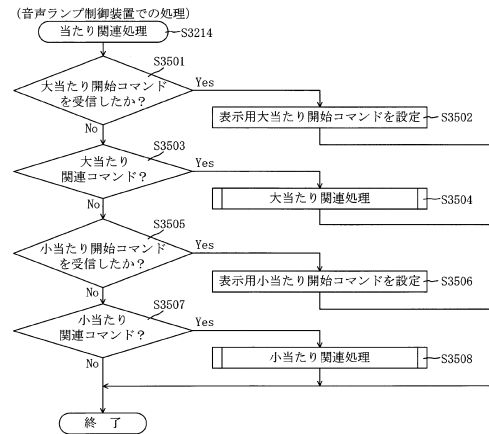 (音声ランプ制御装置での処理)
当たり関連処理
S3214
S3501
大当たり開始コマンド
を受信したか？
Yes
No
表示用大当たり開始コマンドを設定
S3502
S3503
大当たり
関連コマンド？
Yes
No
大当たり関連処理
S3504
S3505
小当たり開始コマンド
を受信したか？
Yes
No
表示用小当たり開始コマンドを設定
S3506
S3507
小当たり
関連コマンド？
Yes
No
小当たり関連処理
S3508
終 了